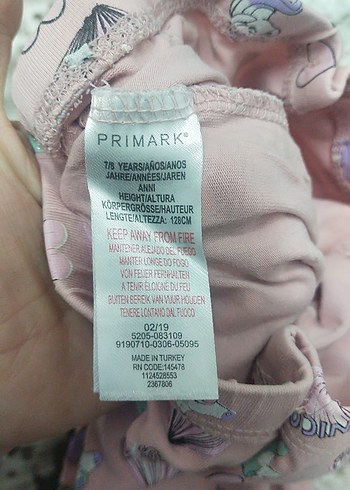 PRIMARK®
7/8 YEARS/AÑOS/ANOS
JAHRE/ANNÉES/JAREN
ANNI
HEIGHT/ALTURA
KÖRPERGRÖSSE/HAUTEUR
LENGTE/ALTEZZA: 128CM
KEEP AWAY FROM FIRE
MANTENER ALEJADO DEL FUEGO
MANTER LONGE DO FOGO
VON FEUER FERNHALTEN
A TENIR ÉLOIGNÉ DU FEU
BUITEN BEREIK VAN VUUR HOUDEN
TENERE LONTANO DAL FUOCO
02/19
5205-083109
9190710-0306-05095
MADE IN TURKEY
RN CODE:145478
1124528553
2367806